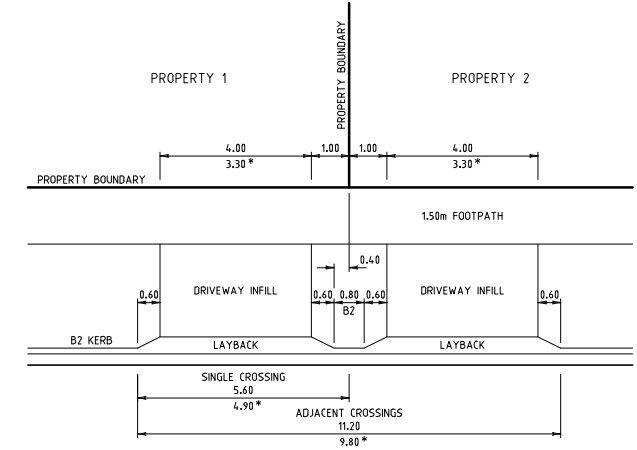 PROPERTY 1
PROPERTY BOUNDARY
PROPERTY 2
4.00
1.00
1.00
4.00
3.30 *
3.30 *
PROPERTY BOUNDARY
1.50m FOOTPATH
0.40
DRIVEWAY INFILL
DRIVEWAY INFILL
0.60
0.60
0.80
0.60
0.60
B2
B2 KERB
LAYBACK
LAYBACK
SINGLE CROSSING
5.60
4.90 *
ADJACENT CROSSINGS
11.20
9.80 *